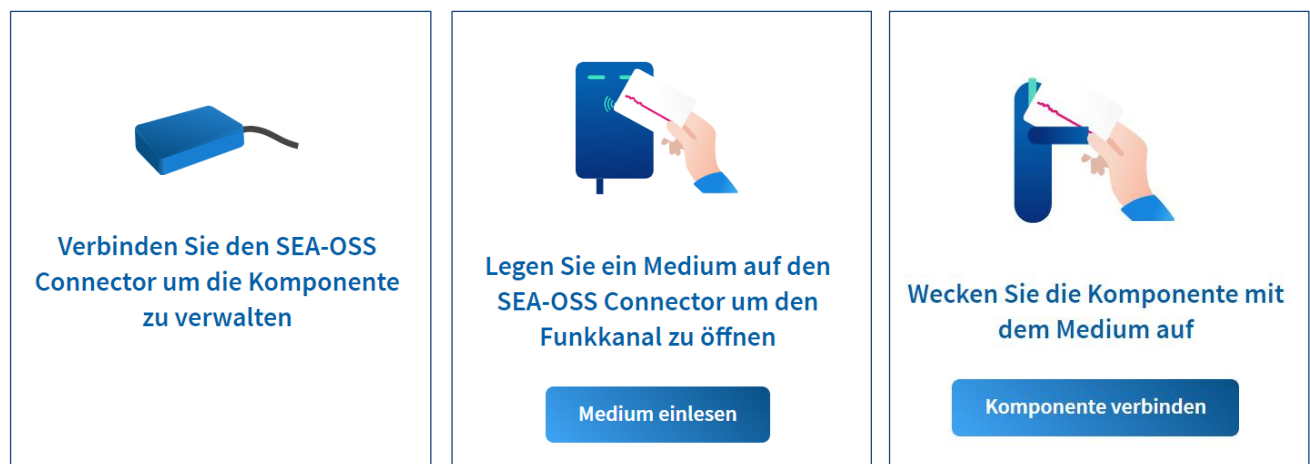 Verbinden Sie den SEA-OSS
Connector um die Komponente
zu verwalten
Legen Sie ein Medium auf den
SEA-OSS Connector um den
Funkkanal zu öffnen
Medium einlesen
Wecken Sie die Komponente mit
dem Medium auf
Komponente verbinden